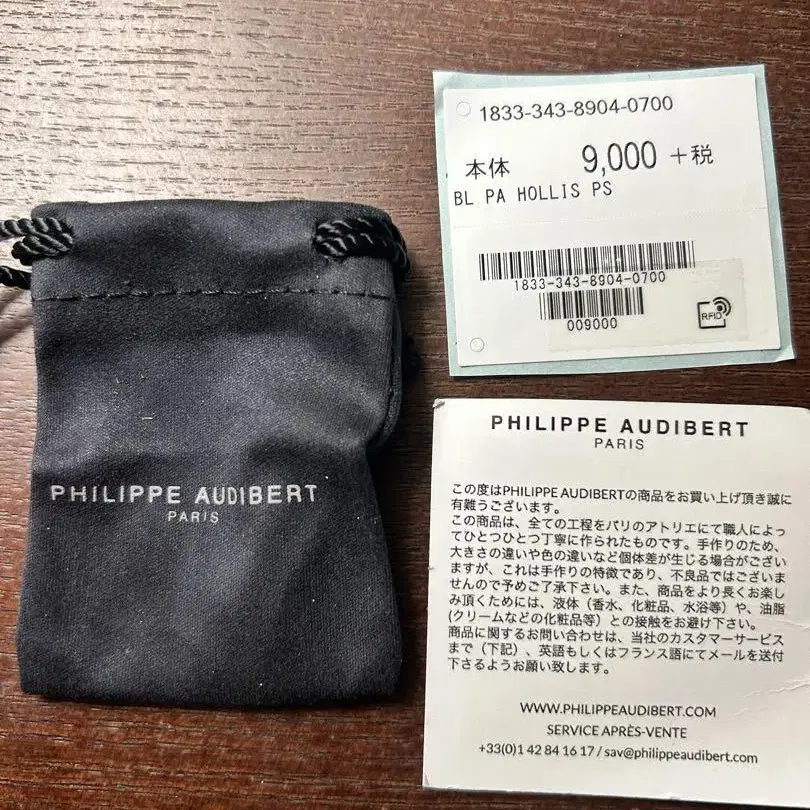 PHILIPPE AUDIBERT
PARIS
1833-343-8904-0700
本体 9,000 +税
BL PA HOLLIS PS
1833-343-8904-0700
009000
RFID
PHILIPPE AUDIBERT
PARIS
この度はPHILIPPE AUDIBERTの商品をお買い上げ頂き誠に
有難うございます。
この商品は、全ての工程をパリのアトリエにて職人によっ
てひとつひとつ丁寧に作られたものです。手作りのため、
大きさの違いや色の違いなど個体差が生じる場合がござい
ますが、これは手作りの特徴であり、不良品ではございま
せんので予めご了承下さい。また、商品をより長くお楽し
み頂くためには、液体（香水、化粧品、水浴等）や、油脂
(クリームなどの化粧品等）との接触をお避け下さい。
商品に関するお問い合わせは、当社のカスタマーサービス
まで（下記）、英語もしくはフランス語にてメールを送付
下さるようお願い致します。
WWW.PHILIPPEAUDIBERT.COM
SERVICE APRÈS-VENTE
+33(0)1 42 84 16 17 / sav@philippeaudibert.com